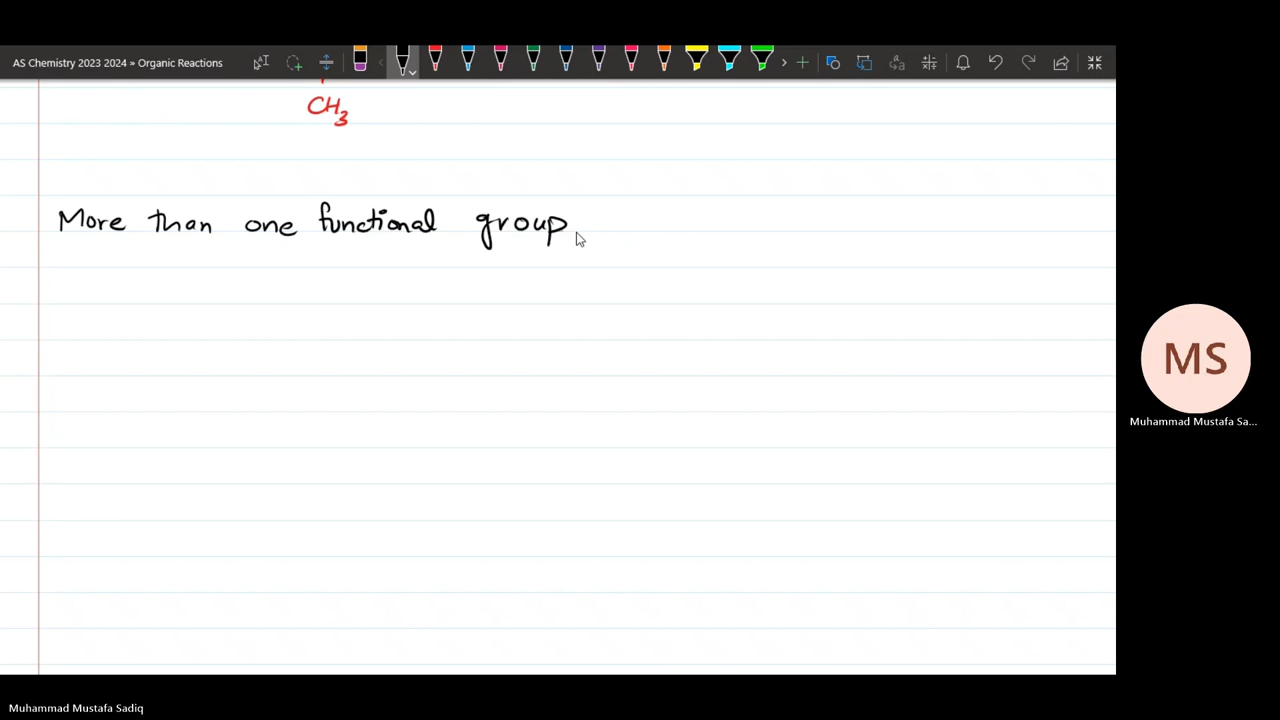 AS Chemistry 2023 2024 » Organic Reactions
CH3
More than one functional group
MS
Muhammad Mustafa Sa...
Muhammad Mustafa Sadiq